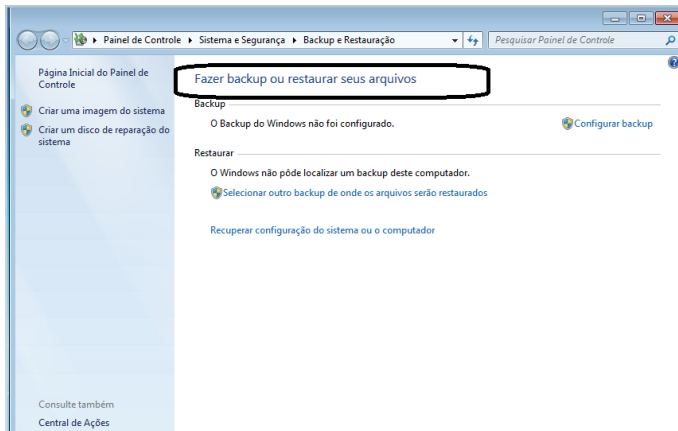 Painel de Controle Sistema e Segurança Backup e Restauração Pesquisar Painel de Controle
Página Inicial do Painel de
Controle
Criar uma imagem do sistema
Criar um disco de reparação do
sistema
Fazer backup ou restaurar seus arquivos
Backup
O Backup do Windows não foi configurado. Configurar backup
Restaurar
O Windows não pôde localizar um backup deste computador.
Selecionar outro backup de onde os arquivos serão restaurados
Recuperar configuração do sistema ou o computador
Consulte também
Central de Ações